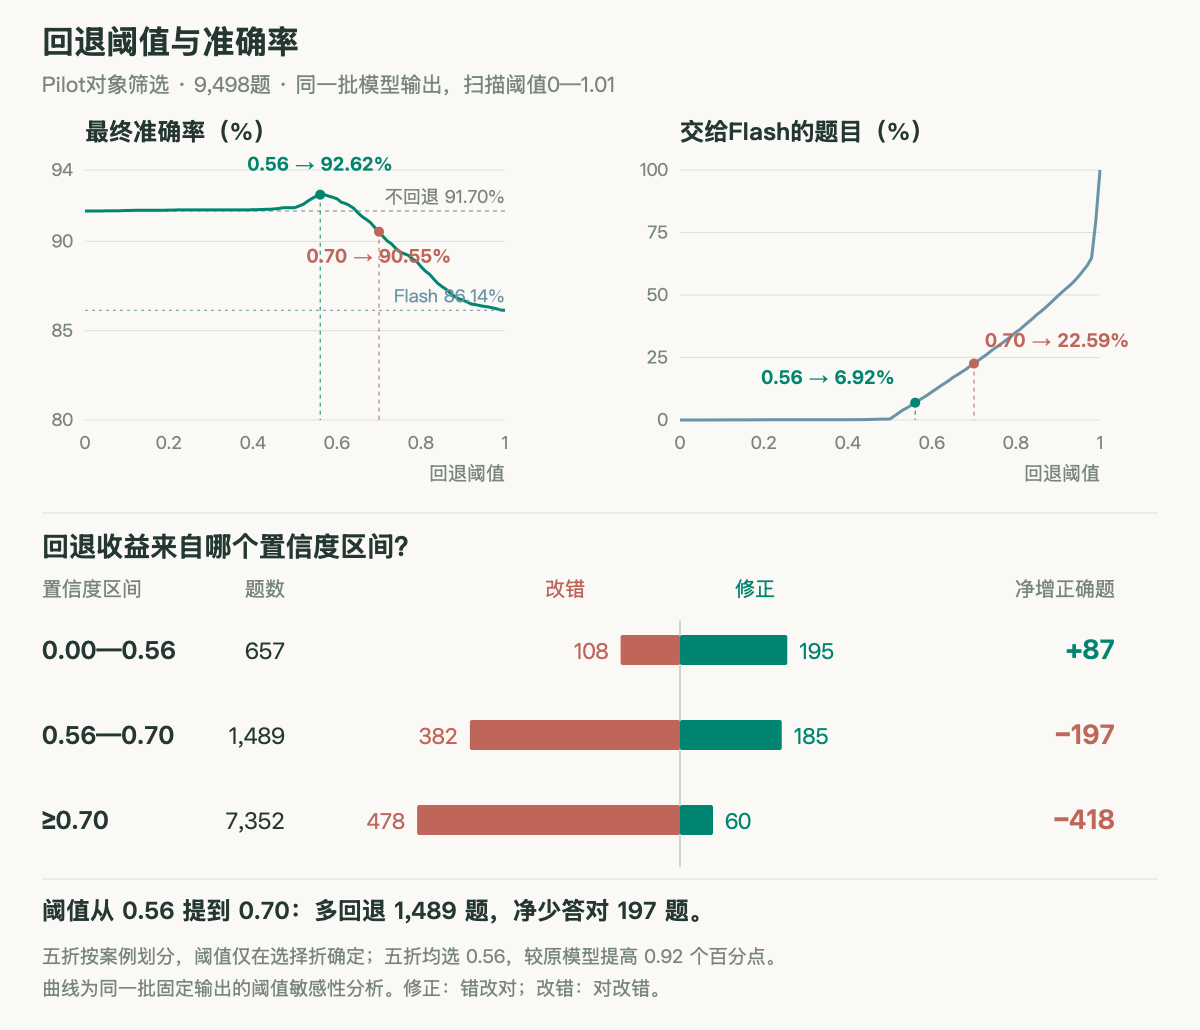 回退阈值与准确率
Pilot对象筛选 · 9,498题 · 同一批模型输出，扫描阈值0—1.01
最终准确率（%）
94
90
85
80
0.56 → 92.62%
不回退 91.70%
0.70 → 90.55%
Flash 86.14%
0 0.2 0.4 0.6 0.8 1
回退阈值
交给Flash的题目（%）
100
75
50
25
0
0.70 → 22.59%
0.56 → 6.92%
0 0.2 0.4 0.6 0.8 1
回退阈值
回退收益来自哪个置信度区间？
置信度区间 题数 改错 修正 净增正确题
0.00—0.56 657 108 195 +87
0.56—0.70 1,489 382 185 −197
≥0.70 7,352 478 60 −418
阈值从 0.56 提到 0.70：多回退 1,489 题，净少答对 197 题。
五折按案例划分，阈值仅在选择折确定；五折均选 0.56，较原模型提高 0.92 个百分点。
曲线为同一批固定输出的阈值敏感性分析。修正：错改对；改错：对改错。